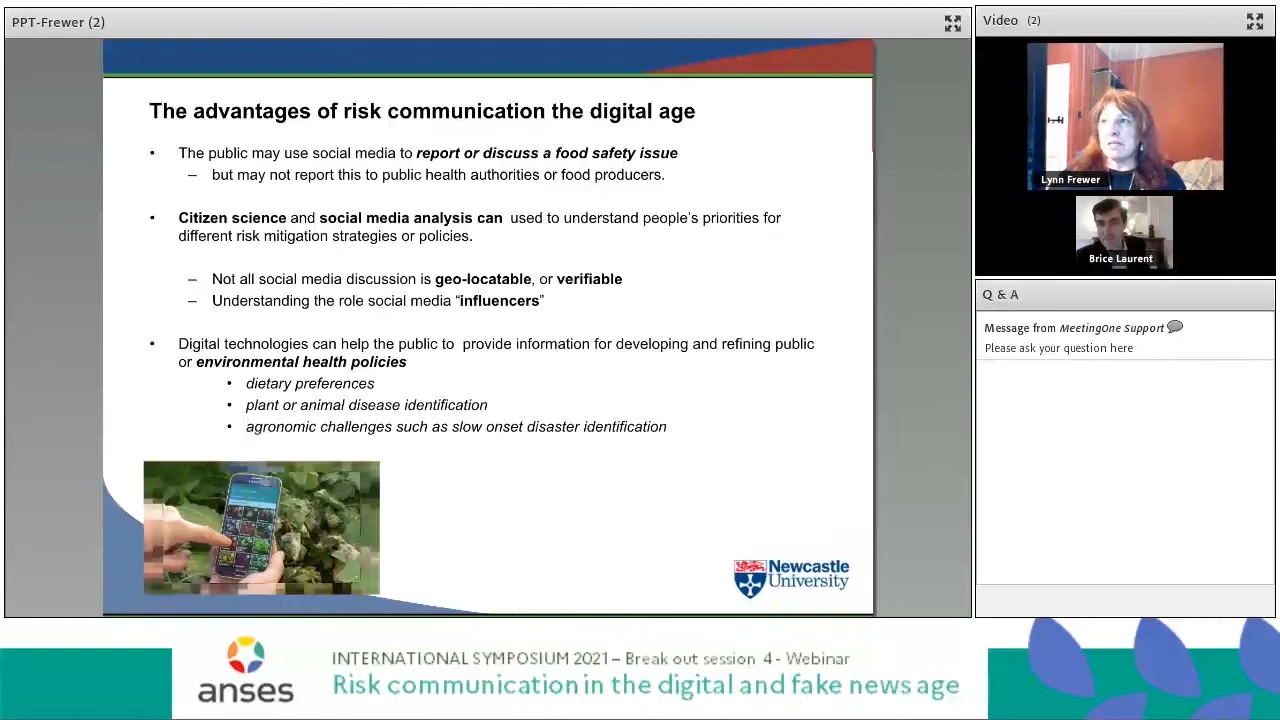 PPT-Frewer (2)
The advantages of risk communication the digital age
• The public may use social media to report or discuss a food safety issue
– but may not report this to public health authorities or food producers.
• Citizen science and social media analysis can used to understand people’s priorities for
different risk mitigation strategies or policies.
– Not all social media discussion is geo-locatable, or verifiable
– Understanding the role social media “influencers”
• Digital technologies can help the public to provide information for developing and refining public
or environmental health policies
• dietary preferences
• plant or animal disease identification
• agronomic challenges such as slow onset disaster identification
Newcastle
University
Video (2)
Lynn Frewer
Brice Laurent
Q & A
Message from MeetingOne Support
Please ask your question here
anses
INTERNATIONAL SYMPOSIUM 2021 – Break out session 4 - Webinar
Risk communication in the digital and fake news age